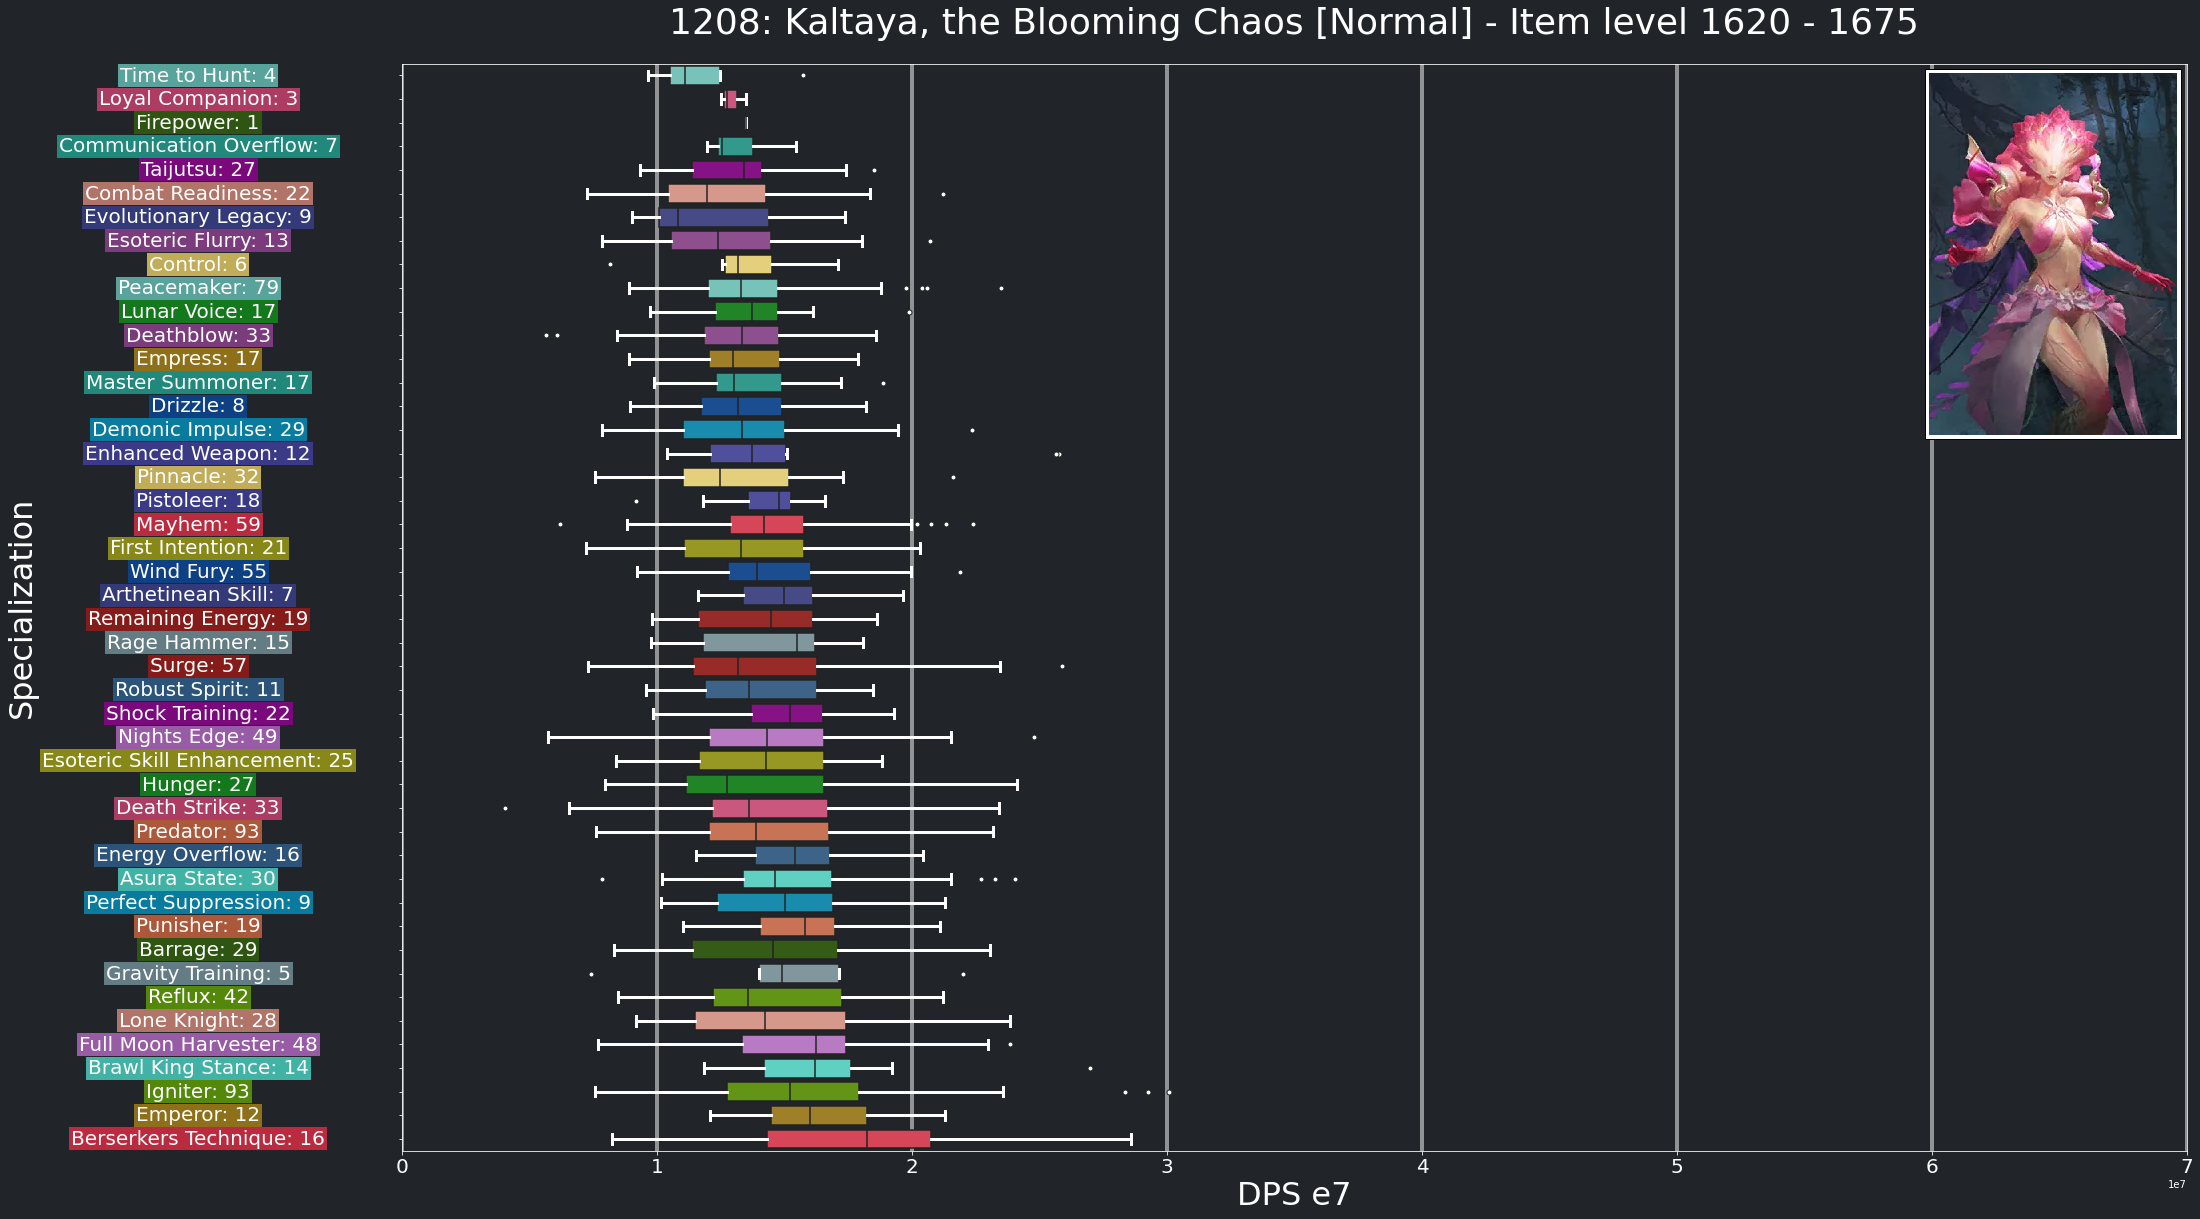 1208: Kaltaya, the Blooming Chaos [Normal] - Item level 1620 - 1675
Specialization
Time to Hunt: 4
Loyal Companion: 3
Firepower: 1
Communication Overflow: 7
Taijutsu: 27
Combat Readiness: 22
Evolutionary Legacy: 9
Esoteric Flurry: 13
Control: 6
Peacemaker: 79
Lunar Voice: 17
Deathblow: 33
Empress: 17
Master Summoner: 17
Drizzle: 8
Demonic Impulse: 29
Enhanced Weapon: 12
Pinnacle: 32
Pistoleer: 18
Mayhem: 59
First Intention: 21
Wind Fury: 55
Arthetinean Skill: 7
Remaining Energy: 19
Rage Hammer: 15
Surge: 57
Robust Spirit: 11
Shock Training: 22
Nights Edge: 49
Esoteric Skill Enhancement: 25
Hunger: 27
Death Strike: 33
Predator: 93
Energy Overflow: 16
Asura State: 30
Perfect Suppression: 9
Punisher: 19
Barrage: 29
Gravity Training: 5
Reflux: 42
Lone Knight: 28
Full Moon Harvester: 48
Brawl King Stance: 14
Igniter: 93
Emperor: 12
Berserkers Technique: 16
0 1 2 3 4 5 6 7
1e7
DPS e7